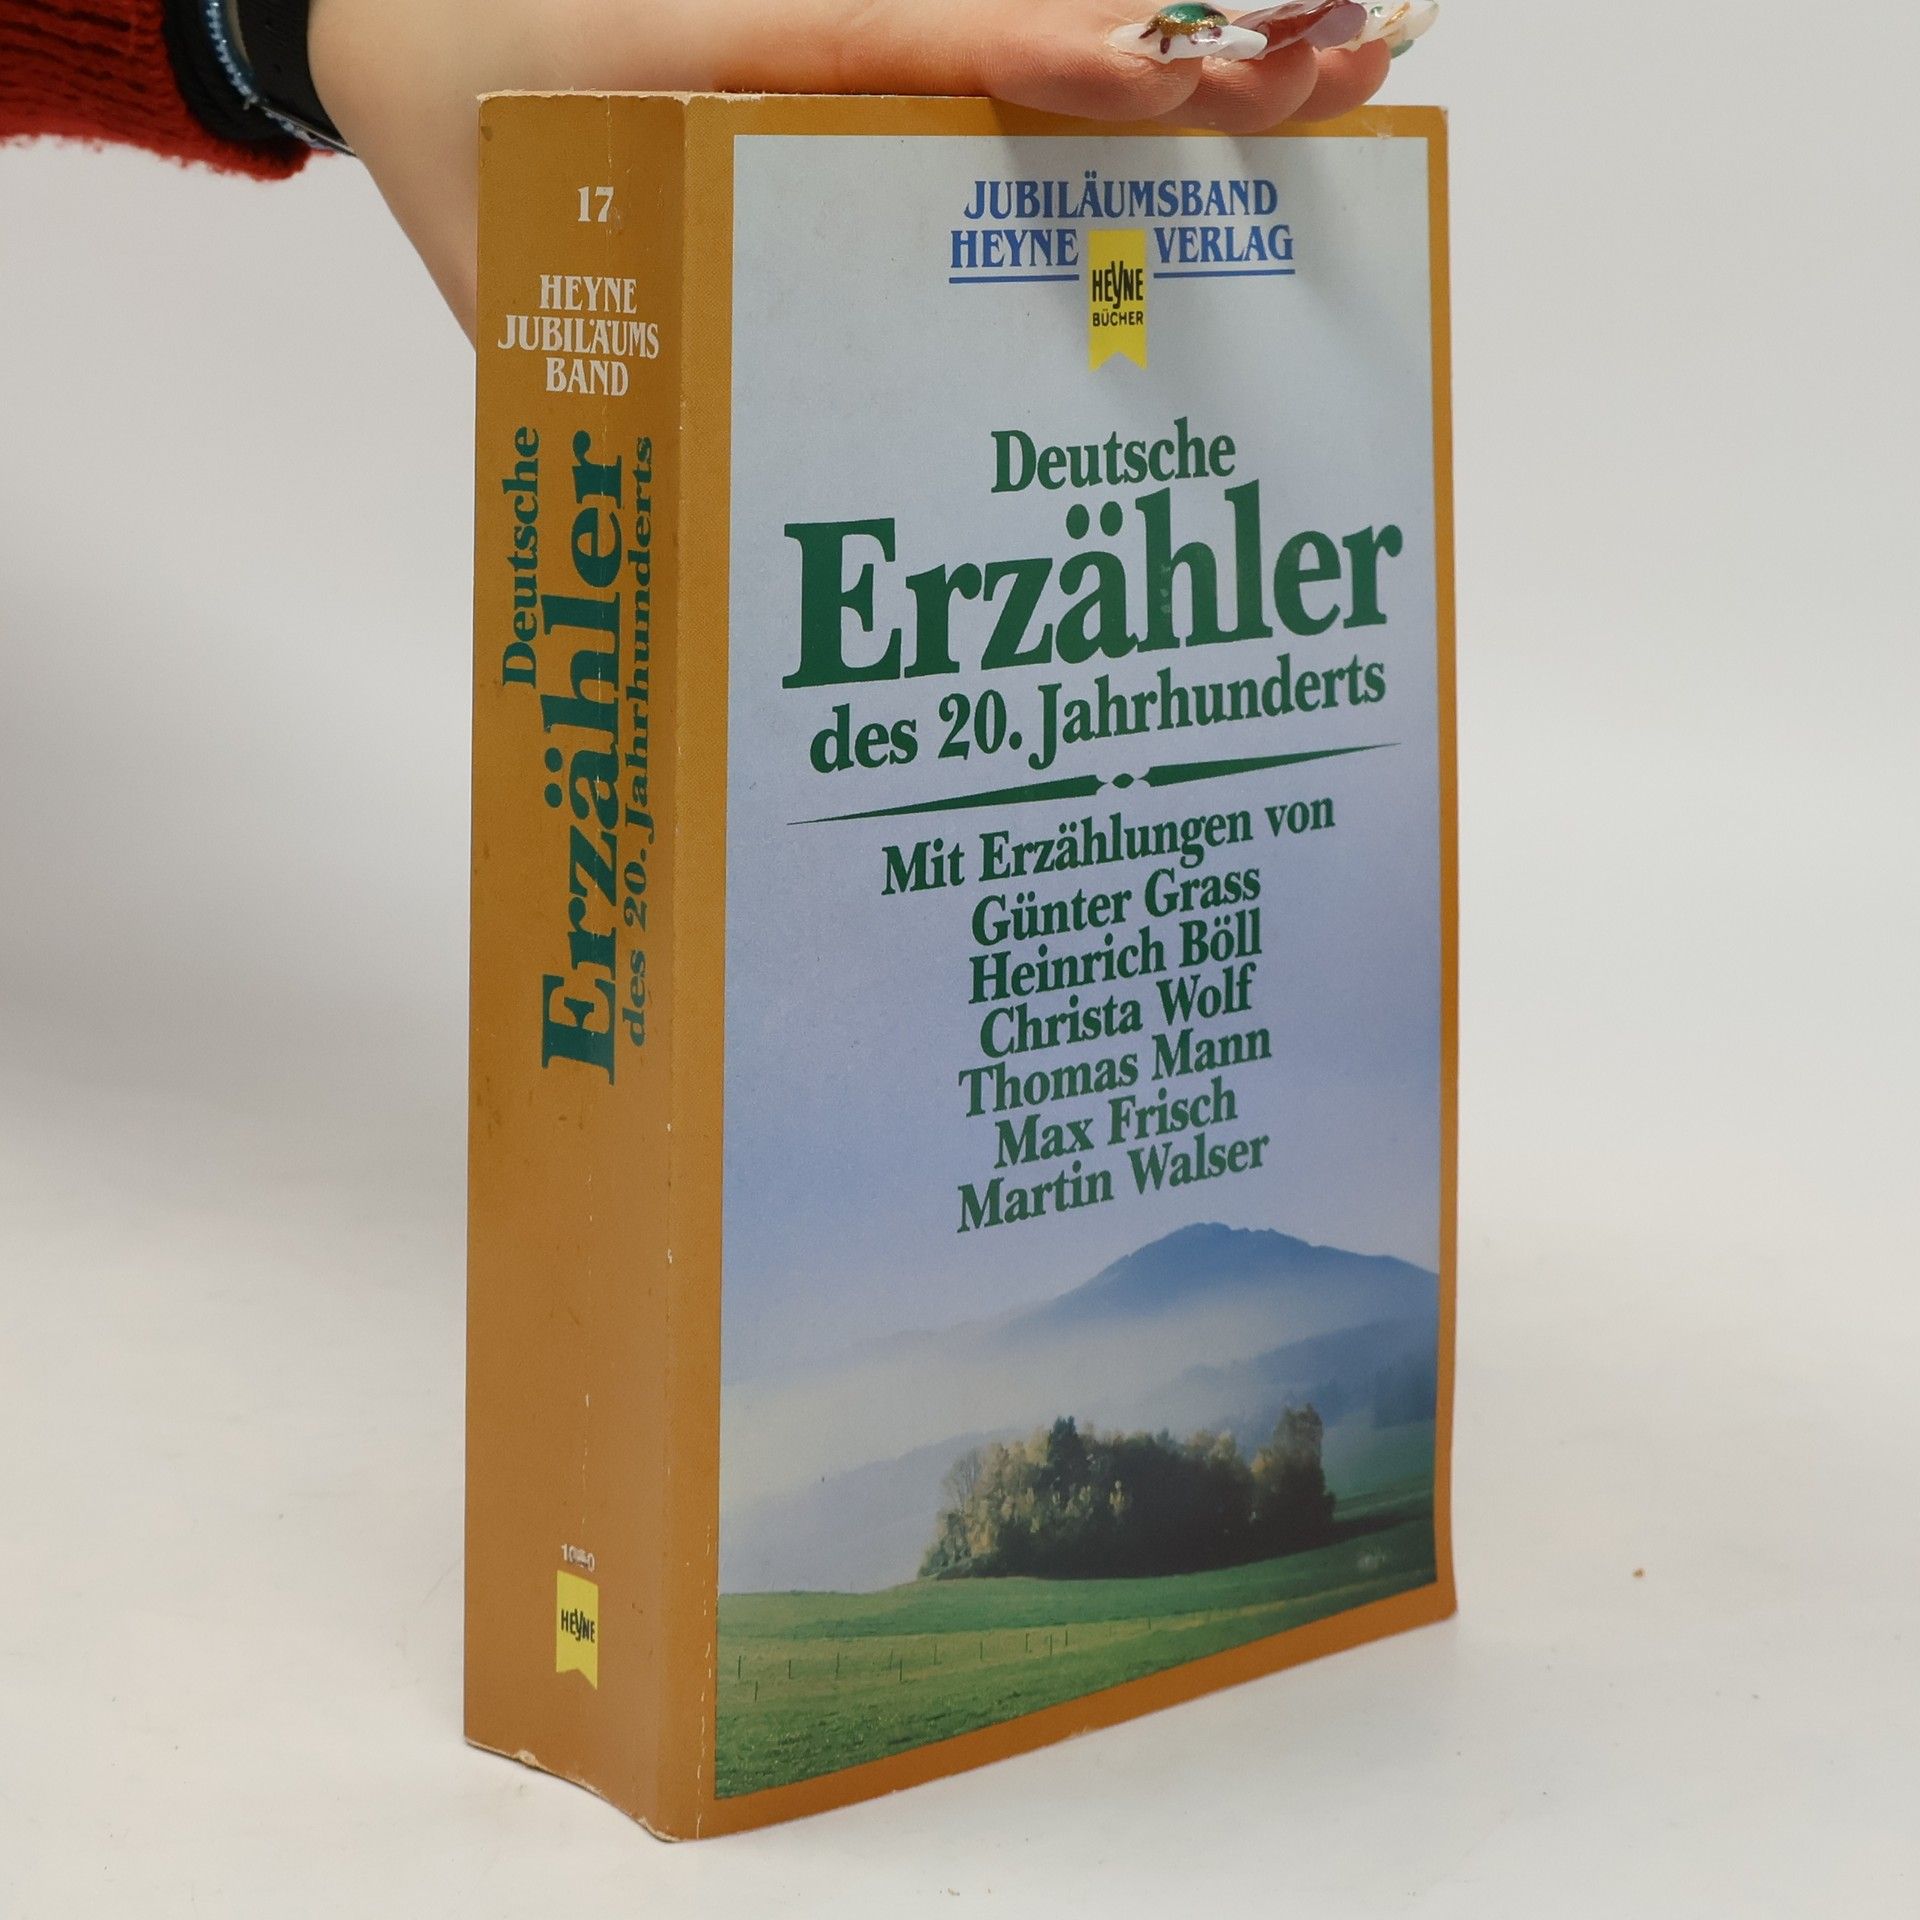 17
HEYNE
JUBILÄUMS
BAND
Deutsche
Erzähler
des 20. Jahrhunderts
HEYNE
JUBILÄUMSBAND
HEYNE VERLAG
HEYNE
BÜCHER
Deutsche
Erzähler
des 20. Jahrhunderts
Mit Erzählungen von
Günter Grass
Heinrich Böll
Christa Wolf
Thomas Mann
Max Frisch
Martin Walser